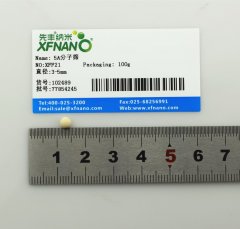 先丰纳米
XFNANO
Name: 5A分子筛
NO:XFF21 Packaging: 100g
直径:3-5mm
货号:102489
批号:77854245
Tel:400-025-3200 Fax:025-68256991
Email:sale@xfnano.com Web:www.xfnano.com
1 2 3 4 5 6 7